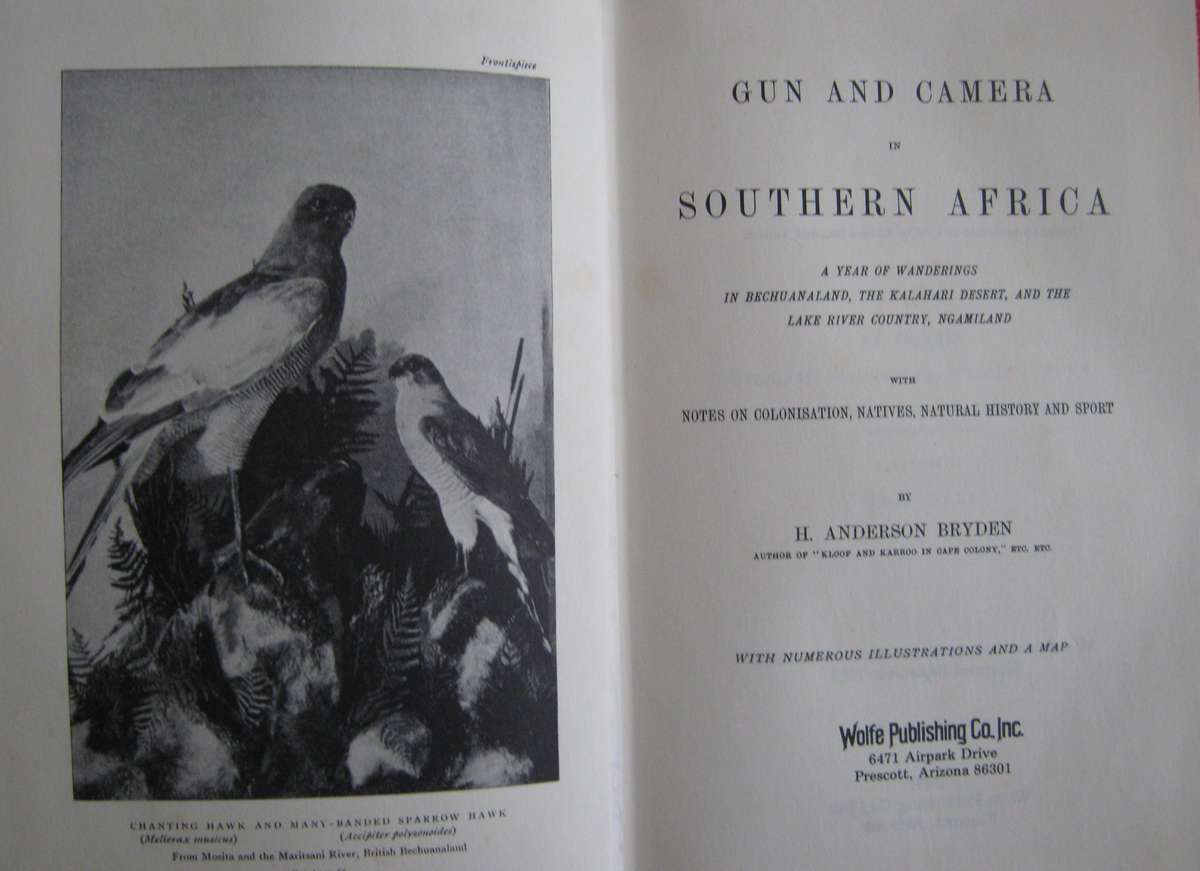 Frontispiece
CHANTING HAWK AND MANY-BANDED SPARROW HAWK
(Melierax musicus) (Accipiter polyzonoides)
From Mosita and the Maritsani River, British Bechuanaland
GUN AND CAMERA
IN
SOUTHERN AFRICA
A YEAR OF WANDERINGS
IN BECHUANALAND, THE KALAHARI DESERT, AND THE
LAKE RIVER COUNTRY, NGAMILAND
WITH
NOTES ON COLONISATION, NATIVES, NATURAL HISTORY AND SPORT
BY
H. ANDERSON BRYDEN
AUTHOR OF "KLOOF AND KARROO IN CAPE COLONY," ETC. ETC.
WITH NUMEROUS ILLUSTRATIONS AND A MAP
Wolfe Publishing Co. Inc.
6471 Airpark Drive
Prescott, Arizona 86301